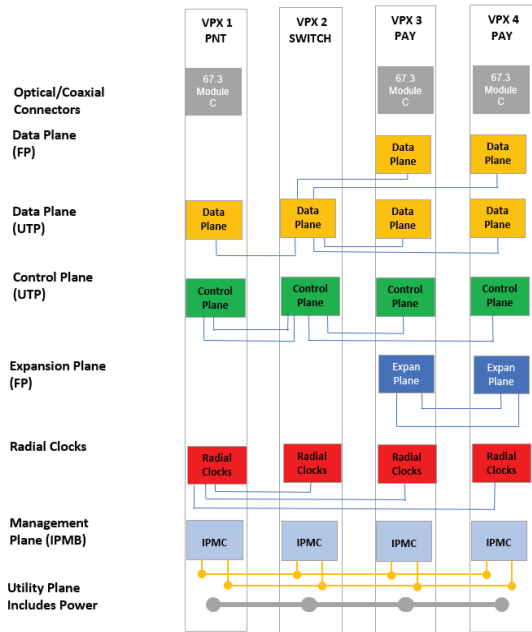 VPX 1
PNT
VPX 2
SWITCH
VPX 3
PAY
VPX 4
PAY
Optical/Coaxial
Connectors
67.3
Module
C
67.3
Module
C
67.3
Module
C
Data Plane
(FP)
Data
Plane
Data
Plane
Data Plane
(UTP)
Data
Plane
Data
Plane
Data
Plane
Data
Plane
Control Plane
(UTP)
Control
Plane
Control
Plane
Control
Plane
Control
Plane
Expansion Plane
(FP)
Expan
Plane
Expan
Plane
Radial Clocks
Radial
Clocks
Radial
Clocks
Radial
Clocks
Radial
Clocks
Management
Plane (IPMB)
IPMC
IPMC
IPMC
IPMC
Utility Plane
Includes Power